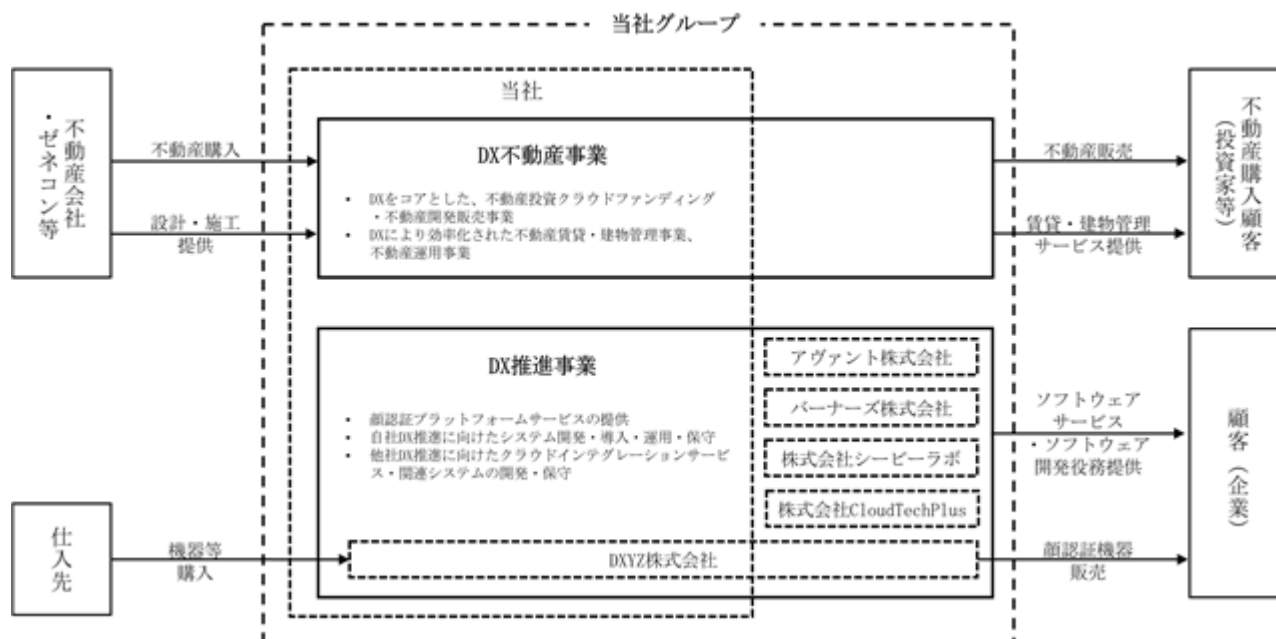 当社グループ
当社
不動産会社
・ゼネコン等
不動産購入
設計・施工
提供
DX不動産事業
・ DXをコアとした、不動産投資クラウドファンディング
・不動産開発販売事業
・ DXにより効率化された不動産賃貸・建物管理事業、
不動産運用事業
不動産販売
賃貸・建物管理
サービス提供
不動産購入顧客
(投資家等)
DX推進事業
・ 顔認証プラットフォームサービスの提供
・ 自社DX推進に向けたシステム開発・導入・運用・保守
・ 他社DX推進に向けたクラウドインテグレーションサービ
ス・関連システムの開発・保守
アヴァント株式会社
バーナーズ株式会社
株式会社シービーラボ
株式会社CloudTechPlus
DXYZ株式会社
ソフトウェア
サービス
・ソフトウェア
開発役務提供
顧客(企業)
仕入先
機器等
購入
顔認証機器
販売